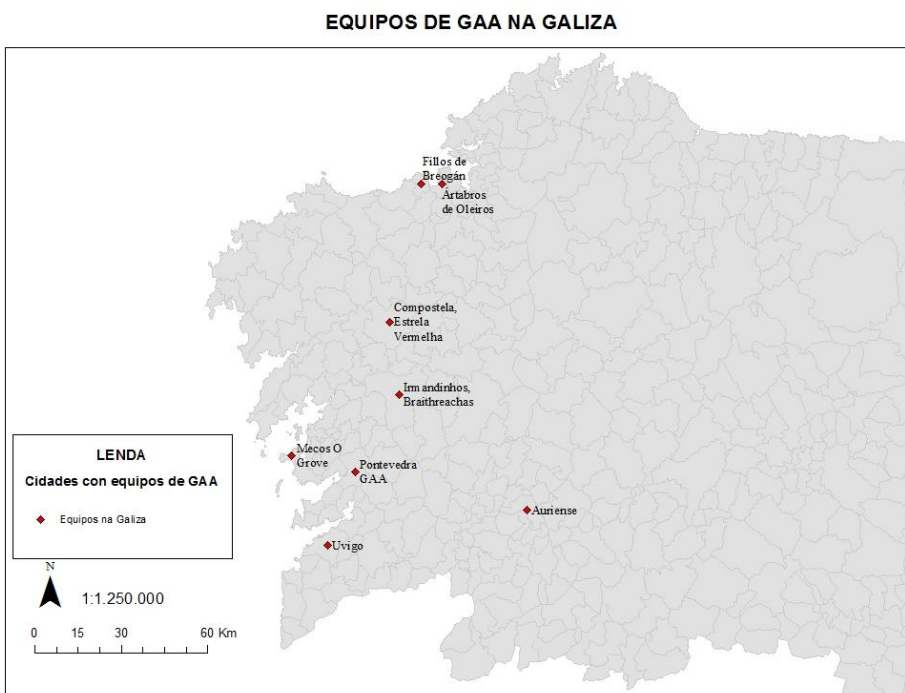 EQUIPOS DE GAA NA GALIZA
Fillos de
Breogán
Ártabros
de Oleiros
Compostela,
Estrela
Vermelha
Irmandinhos,
Braithreachas
Mecos O
Grove
Pontevedra
GAA
Auriense
Uvigo
LENDA
Cidades con equipos de GAA
Equipos na Galiza
N
1:1.250.000
0 15 30 60 Km